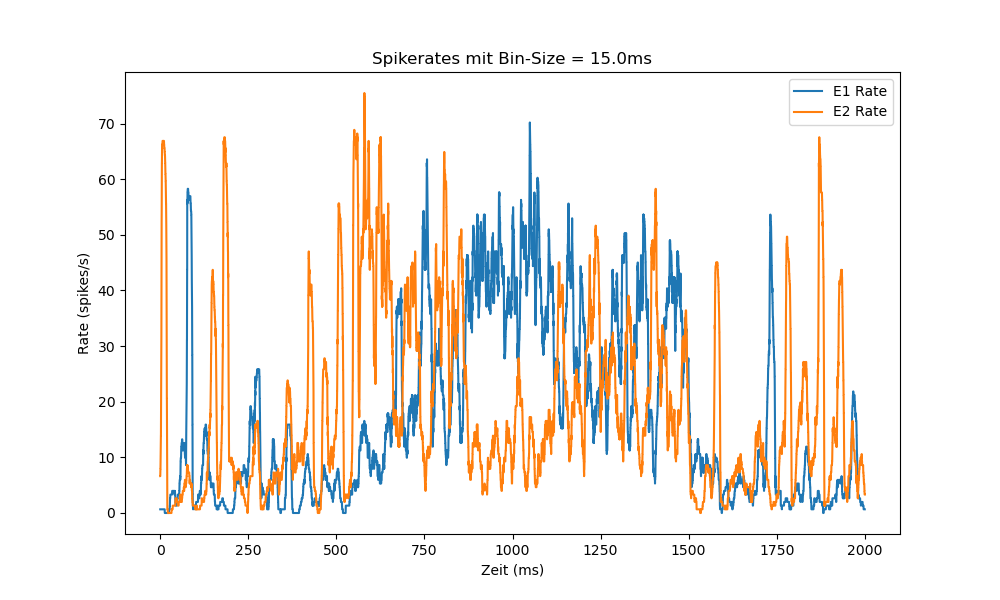 Spikerates mit Bin-Size = 15.0ms
E1 Rate
E2 Rate
Rate (spikes/s)
70
60
50
40
30
20
10
0
0 250 500 750 1000 1250 1500 1750 2000
Zeit (ms)